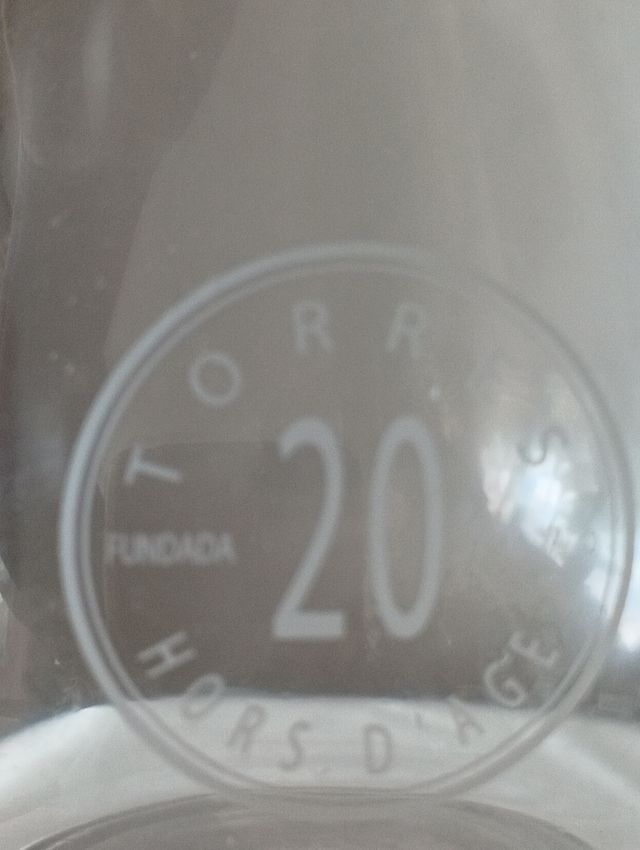 TORRES
20
FUNDADA
HORS D'AGE